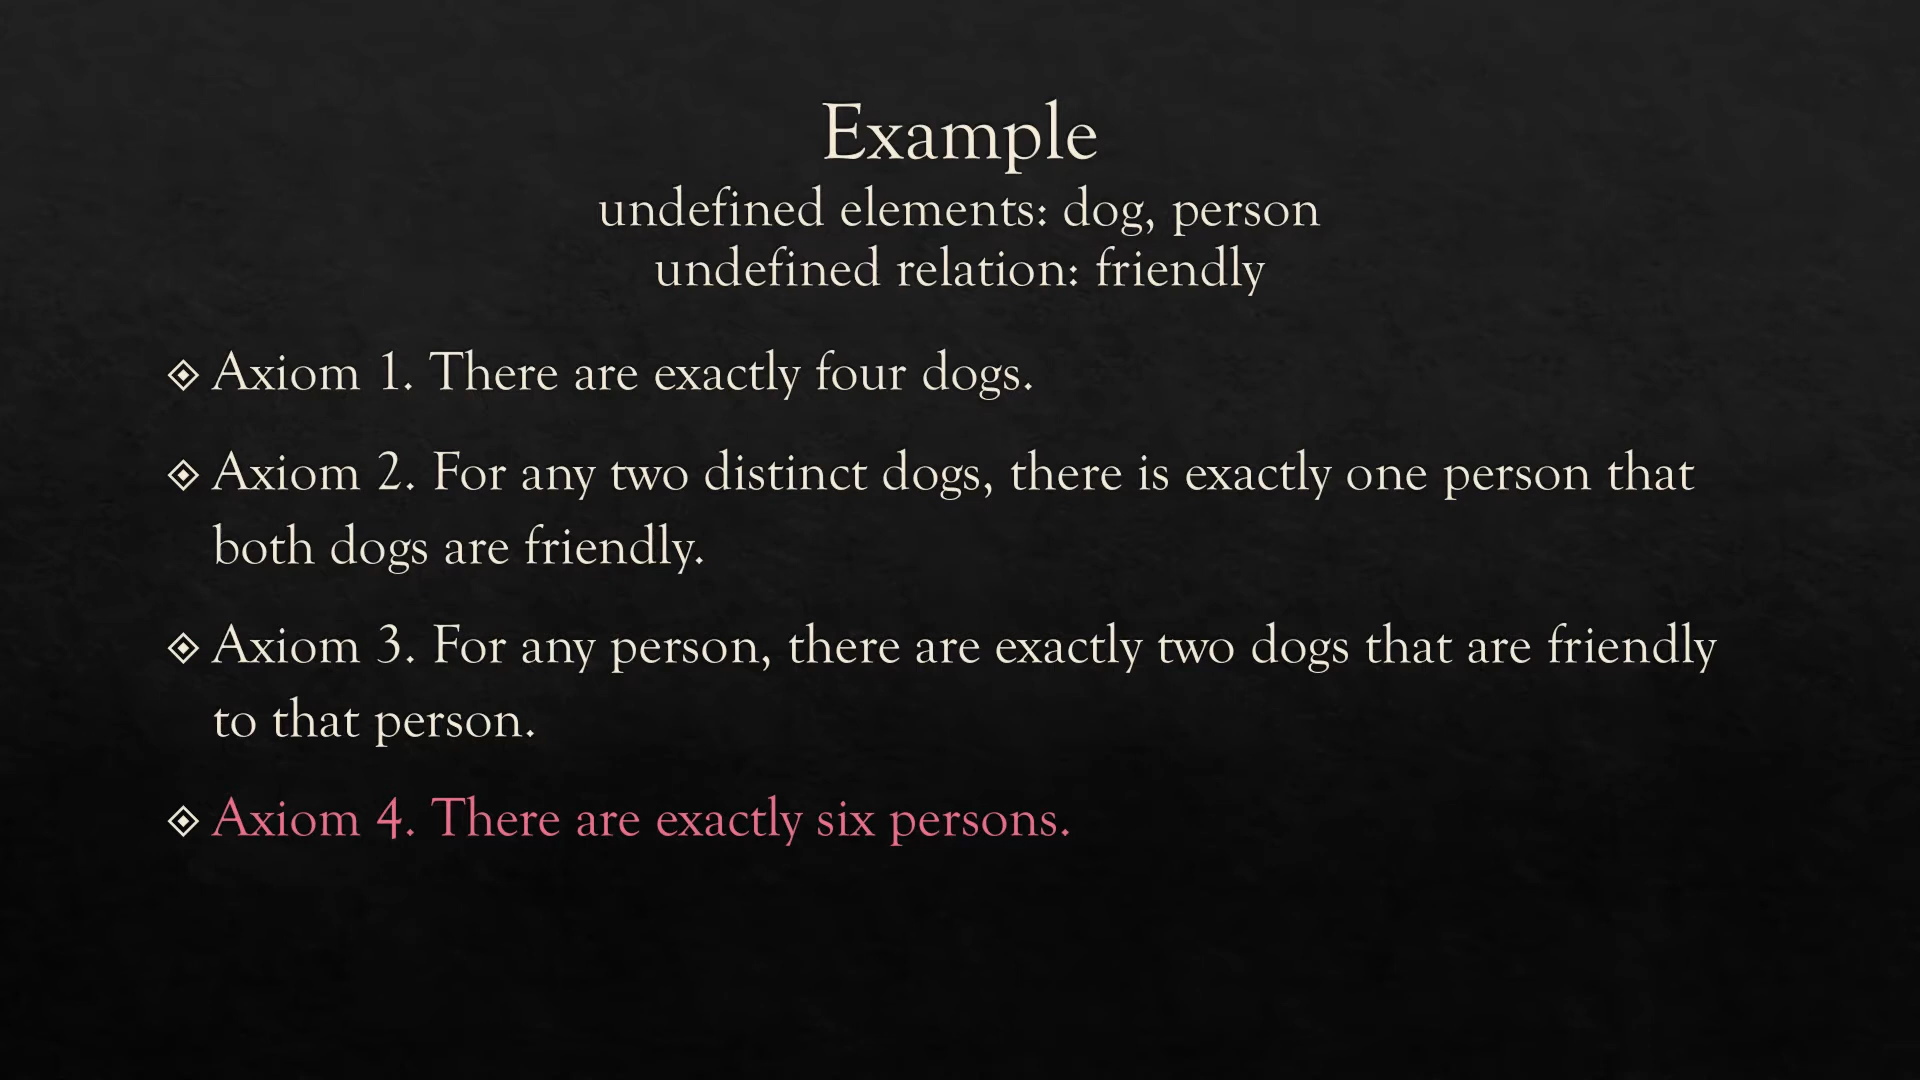 Example
undefined elements: dog, person
undefined relation: friendly
Axiom 1. There are exactly four dogs.
Axiom 2. For any two distinct dogs, there is exactly one person that
both dogs are friendly.
Axiom 3. For any person, there are exactly two dogs that are friendly
to that person.
Axiom 4. There are exactly six persons.